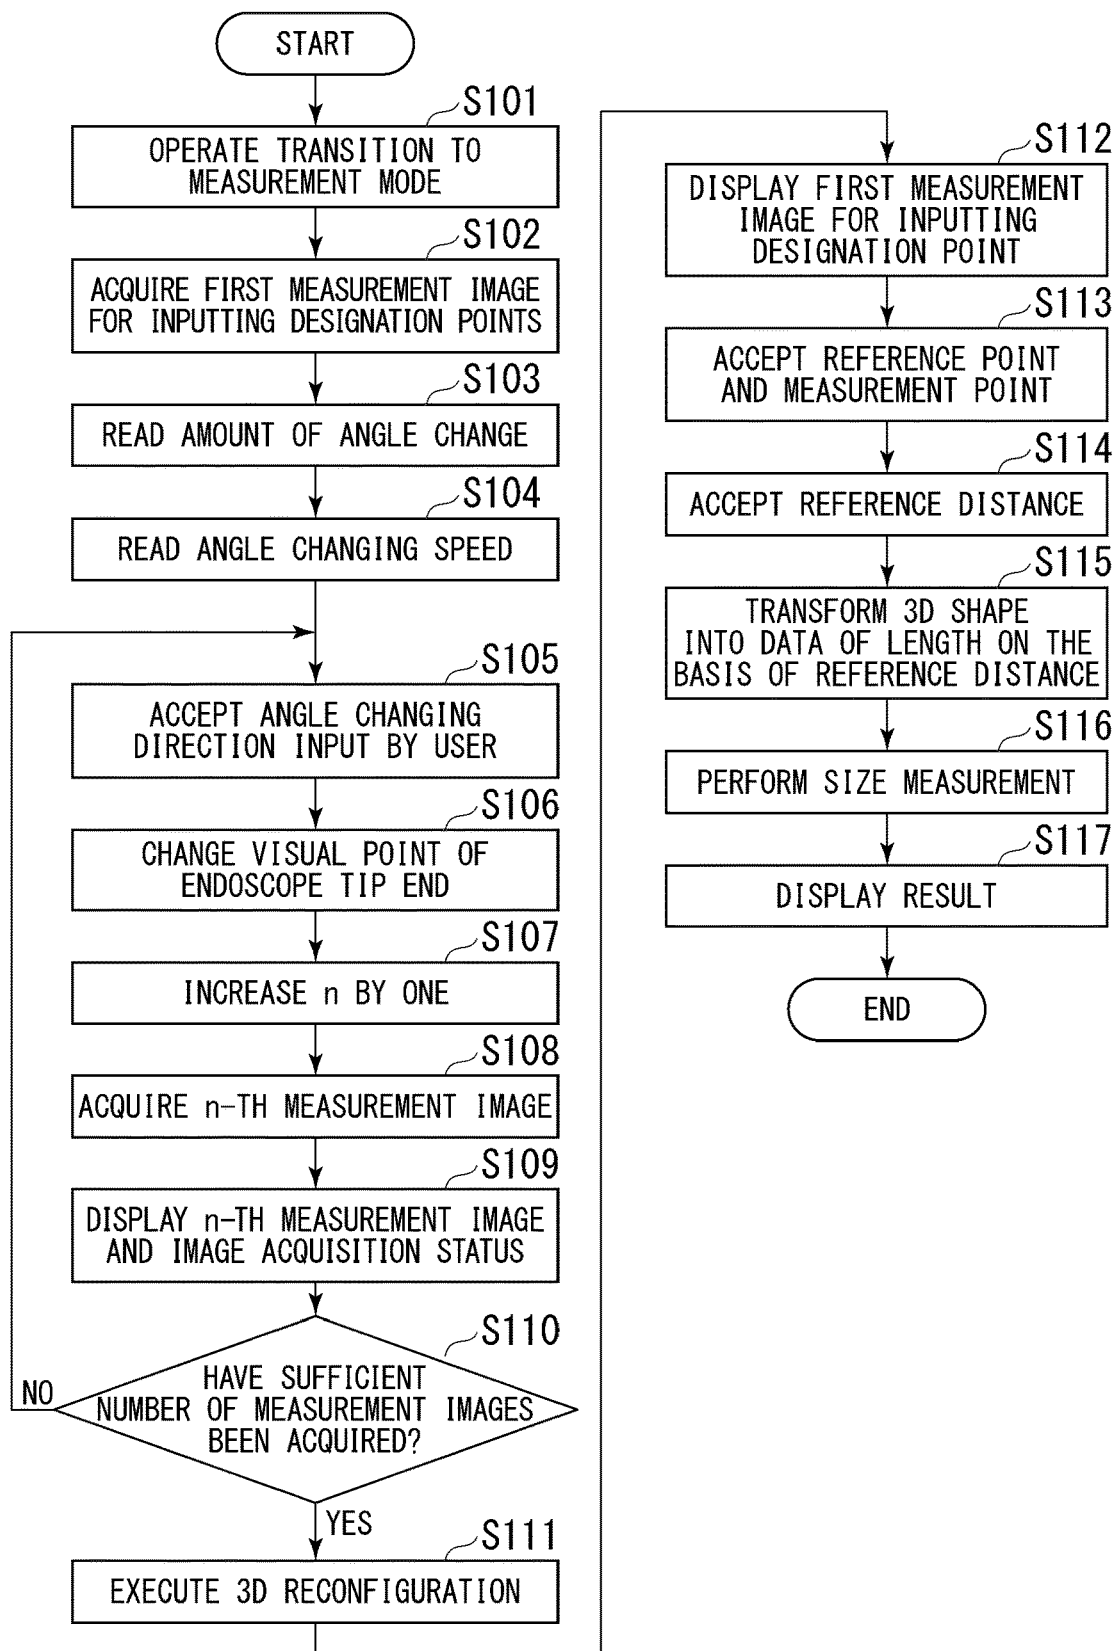 START
S101
OPERATE TRANSITION TO
MEASUREMENT MODE
S102
ACQUIRE FIRST MEASUREMENT IMAGE
FOR INPUTTING DESIGNATION POINTS
S103
READ AMOUNT OF ANGLE CHANGE
S104
READ ANGLE CHANGING SPEED
S105
ACCEPT ANGLE CHANGING
DIRECTION INPUT BY USER
S106
CHANGE VISUAL POINT OF
ENDOSCOPE TIP END
S107
INCREASE n BY ONE
S108
ACQUIRE n-TH MEASUREMENT IMAGE
S109
DISPLAY n-TH MEASUREMENT IMAGE
AND IMAGE ACQUISITION STATUS
S110
HAVE SUFFICIENT
NUMBER OF MEASUREMENT IMAGES
BEEN ACQUIRED?
NO
YES
S111
EXECUTE 3D RECONFIGURATION
S112
DISPLAY FIRST MEASUREMENT
IMAGE FOR INPUTTING
DESIGNATION POINT
S113
ACCEPT REFERENCE POINT
AND MEASUREMENT POINT
S114
ACCEPT REFERENCE DISTANCE
S115
TRANSFORM 3D SHAPE
INTO DATA OF LENGTH ON THE
BASIS OF REFERENCE DISTANCE
S116
PERFORM SIZE MEASUREMENT
S117
DISPLAY RESULT
END